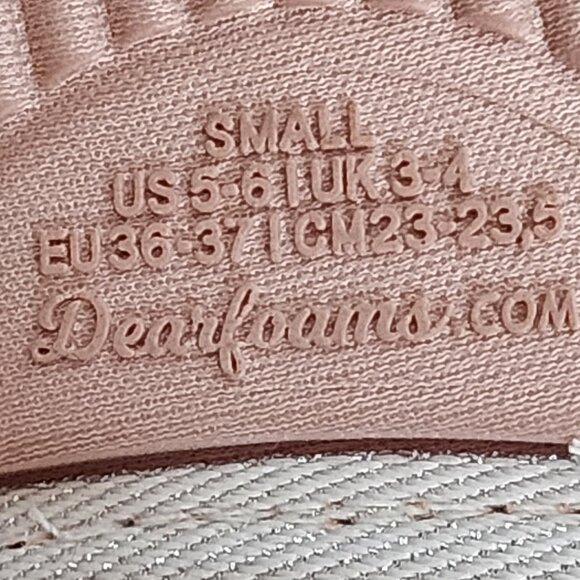 SMALL
US 5-6 | UK 3-4
EU 36-37 | CM 23-23,5
Dearfoams.COM